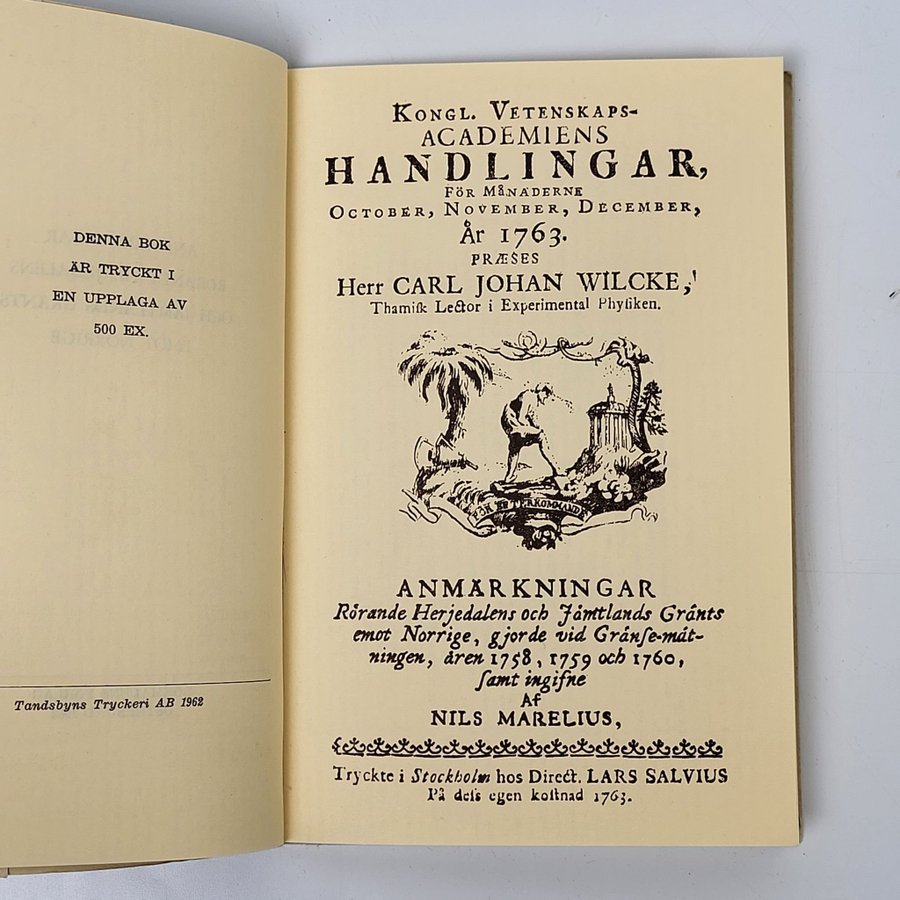 DENNA BOK
ÄR TRYCKT I
EN UPPLAGA AV
500 EX.
Tandsbyns Tryckeri AB 1962
KONGL. VETENSKAPS-
ACADEMIENS
HANDLINGAR,
FÖR MÅNADERNE
OCTOBER, NOVEMBER, DECEMBER,
År 1763.
PRÆSES
Herr CARL JOHAN WILCKE,
Thamiſk Lector i Experimental Phyſiken.
FÖR EFTERKOMMANDE
ANMÄRKNINGAR
Rörande Herjedalens och Jämtlands Gränts
emot Norrige, gjorde vid Gränſe-mät-
ningen, åren 1758, 1759 och 1760,
ſamt ingifne
Af
NILS MARELIUS,
Tryckte i Stockholm hos Direct. LARS SALVIUS
På deſs egen koſtnad 1763.